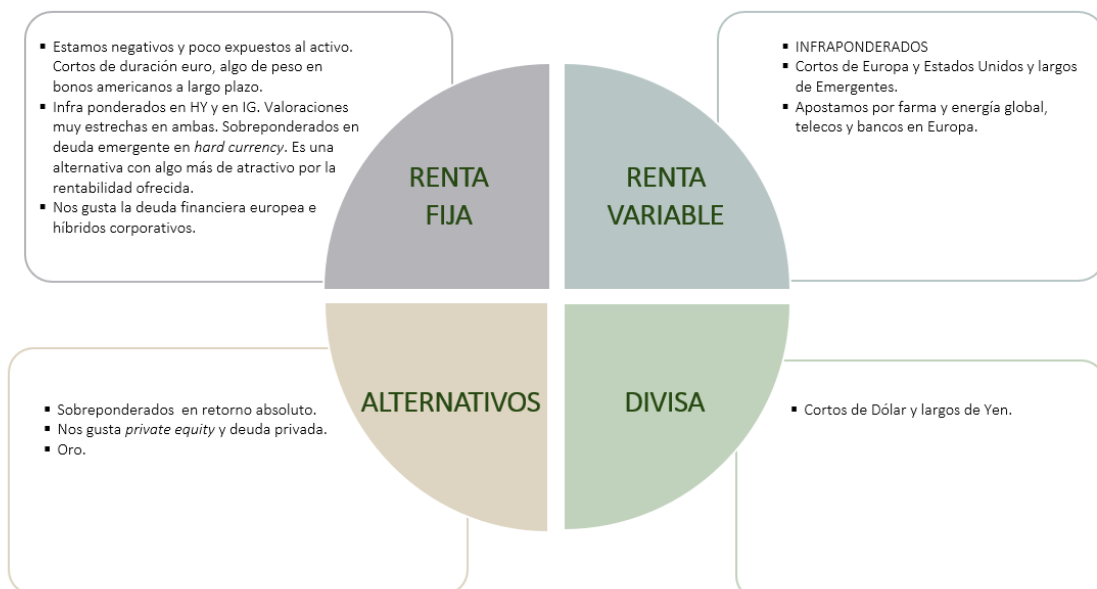 ▪ Estamos negativos y poco expuestos al activo.
Cortos de duración euro, algo de peso en
bonos americanos a largo plazo.
▪ Infra ponderados en HY y en IG. Valoraciones
muy estrechas en ambas. Sobreponderados en
deuda emergente en hard currency. Es una
alternativa con algo más de atractivo por la
rentabilidad ofrecida.
▪ Nos gusta la deuda financiera europea e
híbridos corporativos.
RENTA
FIJA
RENTA
VARIABLE
▪ INFRAPONDERADOS
▪ Cortos de Europa y Estados Unidos y largos
de Emergentes.
▪ Apostamos por farma y energía global,
telecos y bancos en Europa.
▪ Sobreponderados en retorno absoluto.
▪ Nos gusta private equity y deuda privada.
▪ Oro.
ALTERNATIVOS
DIVISA
▪ Cortos de Dólar y largos de Yen.